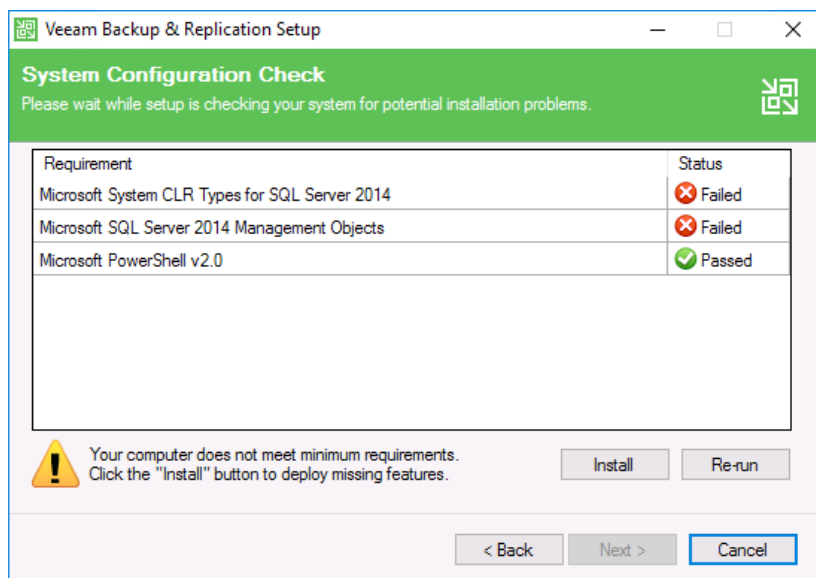 Veeam Backup & Replication Setup
System Configuration Check
Please wait while setup is checking your system for potential installation problems.
Requirement Status
Microsoft System CLR Types for SQL Server 2014 Failed
Microsoft SQL Server 2014 Management Objects Failed
Microsoft PowerShell v2.0 Passed
Your computer does not meet minimum requirements.
Click the "Install" button to deploy missing features.
Install Re-run
< Back Next > Cancel